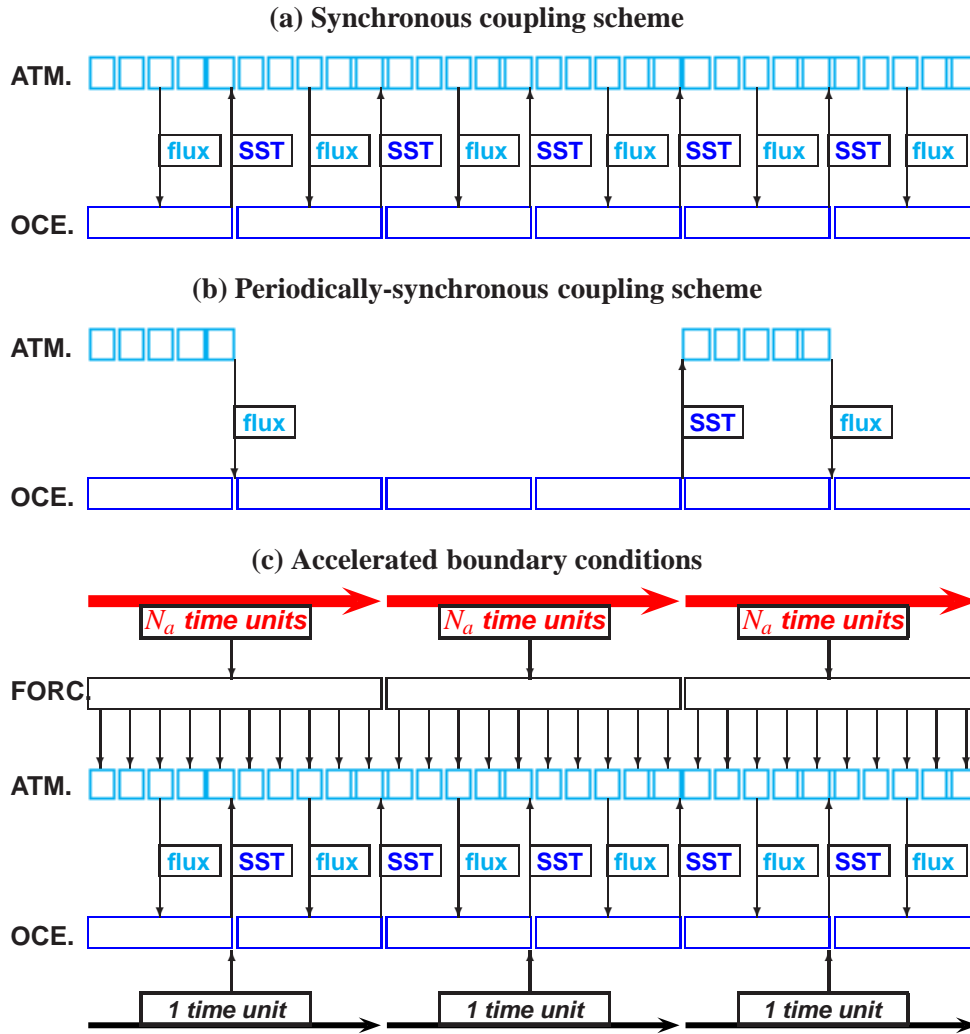 (a) Synchronous coupling scheme
ATM.
flux SST flux SST flux SST flux SST flux SST flux
OCE.
(b) Periodically-synchronous coupling scheme
ATM.
flux SST flux
OCE.
(c) Accelerated boundary conditions
N_a time units N_a time units N_a time units
FORC.
ATM.
flux SST flux SST flux SST flux SST flux SST flux
OCE.
1 time unit 1 time unit 1 time unit